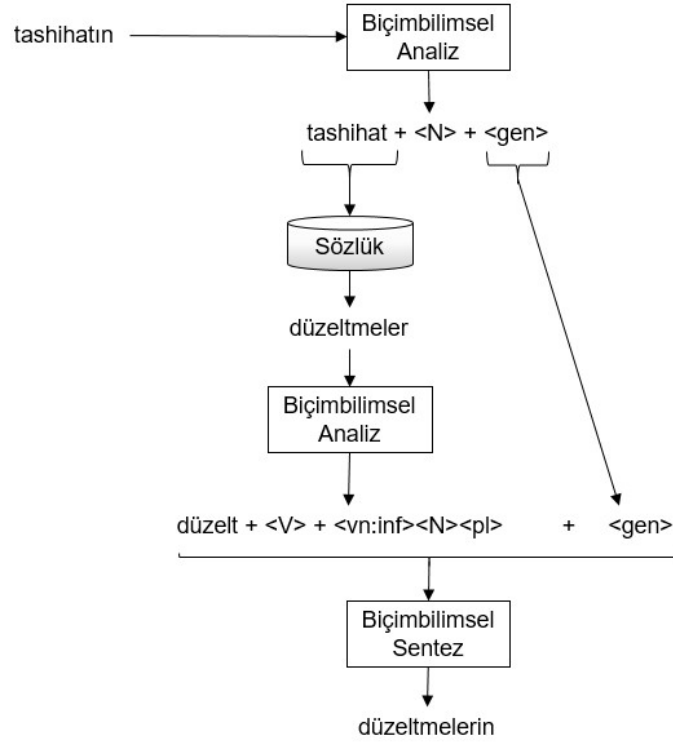 tashihatın
Biçimbilimsel
Analiz
tashihat + <N> + <gen>
Sözlük
düzeltmeler
Biçimbilimsel
Analiz
düzelt + <V> + <vn:inf><N><pl> + <gen>
Biçimbilimsel
Sentez
düzeltmelerin